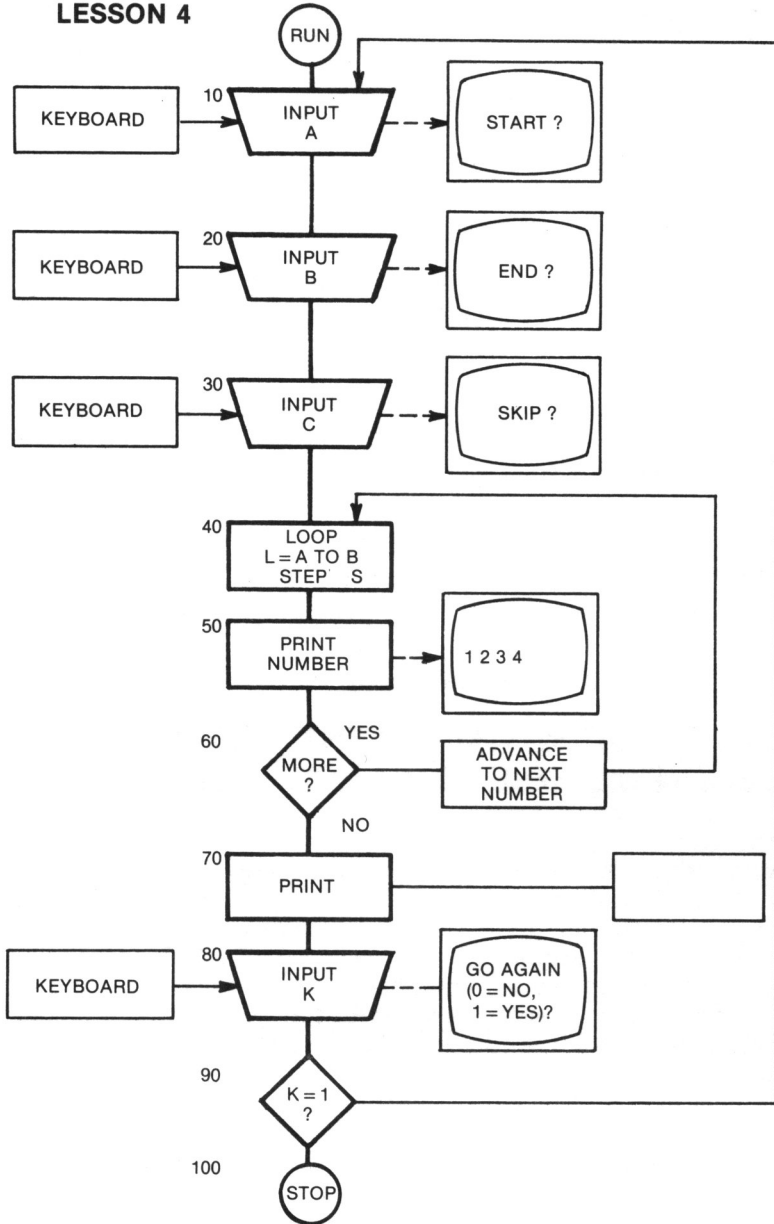 LESSON 4
RUN
10
KEYBOARD
INPUT
A
START ?
20
KEYBOARD
INPUT
B
END ?
30
KEYBOARD
INPUT
C
SKIP ?
40
LOOP
L = A TO B
STEP S
50
PRINT
NUMBER
1 2 3 4
60
MORE
?
YES
ADVANCE
TO NEXT
NUMBER
NO
70
PRINT
80
KEYBOARD
INPUT
K
GO AGAIN
(0 = NO,
1 = YES)?
90
K = 1
?
100
STOP